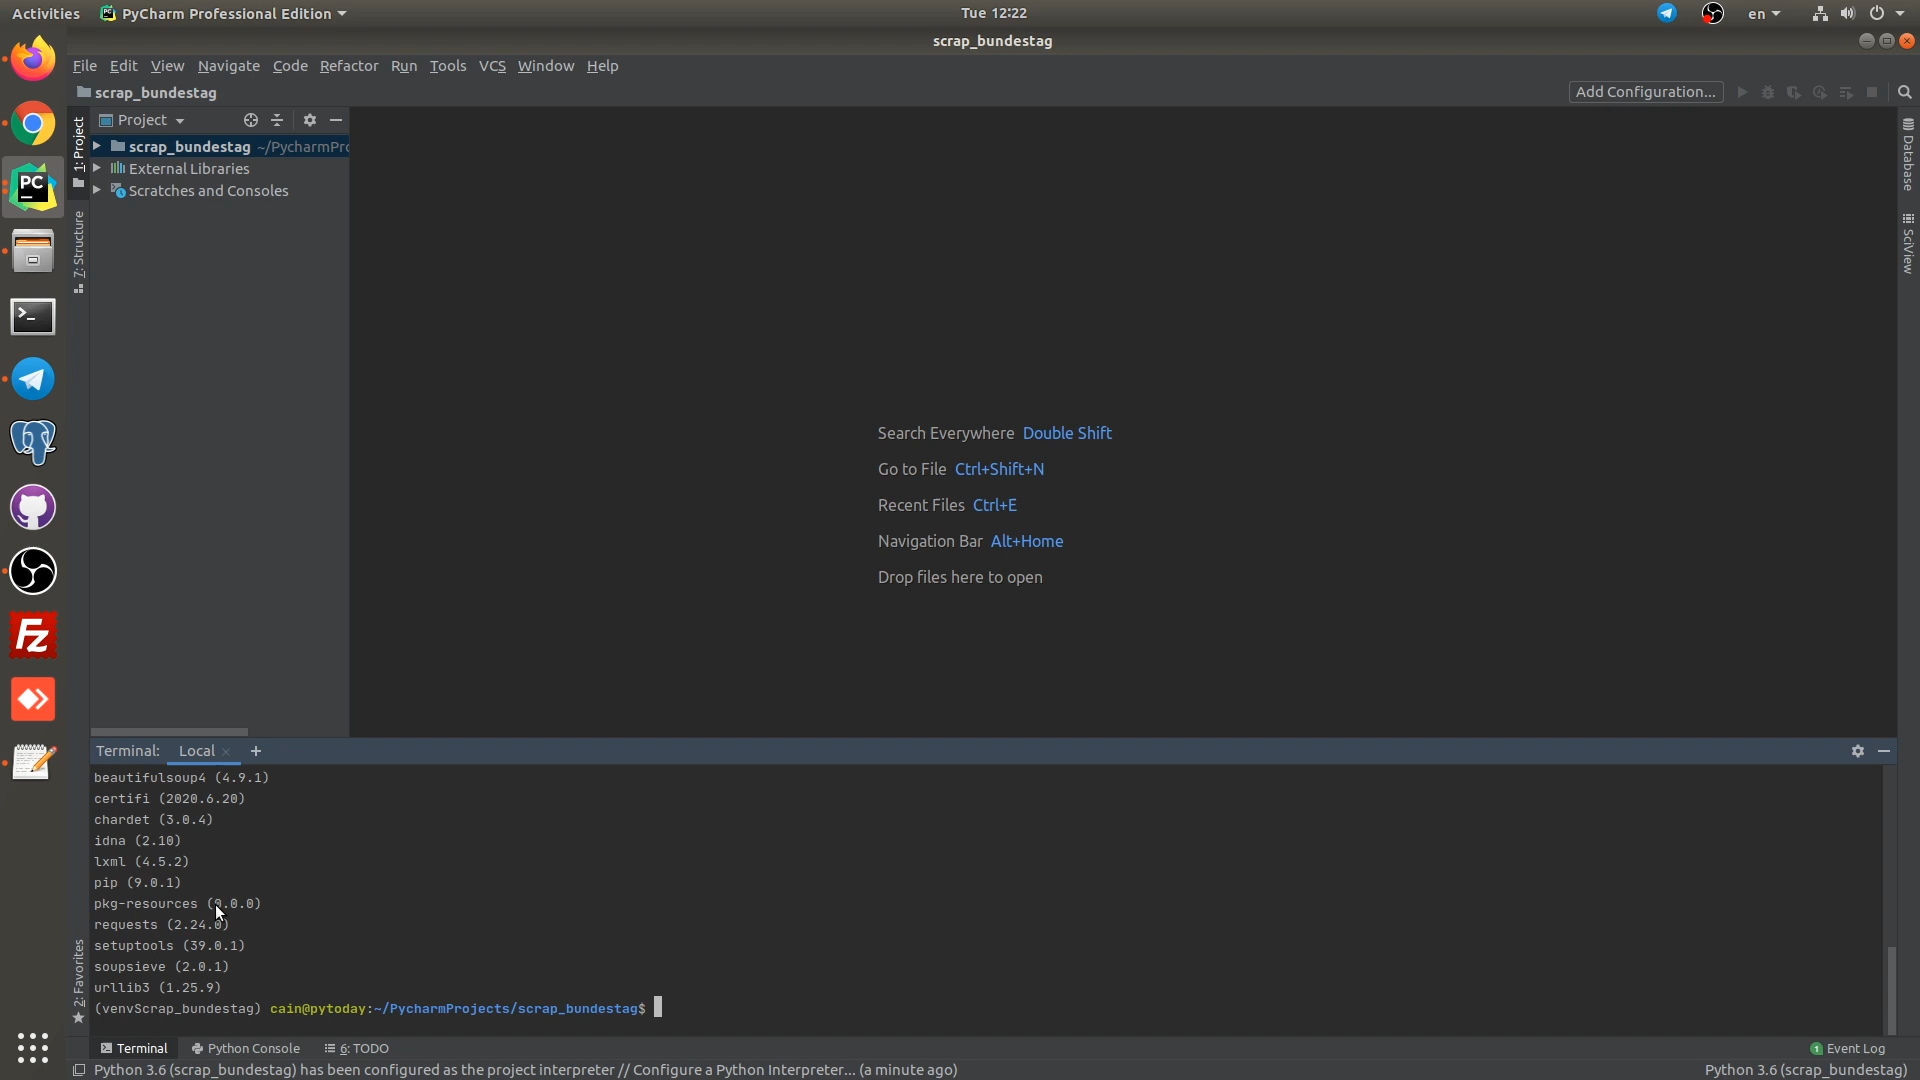 Activities PyCharm Professional Edition Tue 12:22 en
scrap_bundestag
File Edit View Navigate Code Refactor Run Tools VCS Window Help
scrap_bundestag Add Configuration...
Project
scrap_bundestag ~/PycharmPro
External Libraries
Scratches and Consoles
1: Project
7: Structure
2: Favorites
Database
SciView
PC
Fz
Search Everywhere Double Shift
Go to File Ctrl+Shift+N
Recent Files Ctrl+E
Navigation Bar Alt+Home
Drop files here to open
Terminal: Local
beautifulsoup4 (4.9.1)
certifi (2020.6.20)
chardet (3.0.4)
idna (2.10)
lxml (4.5.2)
pip (9.0.1)
pkg-resources (0.0.0)
requests (2.24.0)
setuptools (39.0.1)
soupsieve (2.0.1)
urllib3 (1.25.9)
(venvScrap_bundestag) cain@pytoday:~/PycharmProjects/scrap_bundestag$
Terminal Python Console 6: TODO 1 Event Log
Python 3.6 (scrap_bundestag) has been configured as the project interpreter // Configure a Python Interpreter... (a minute ago) Python 3.6 (scrap_bundestag)